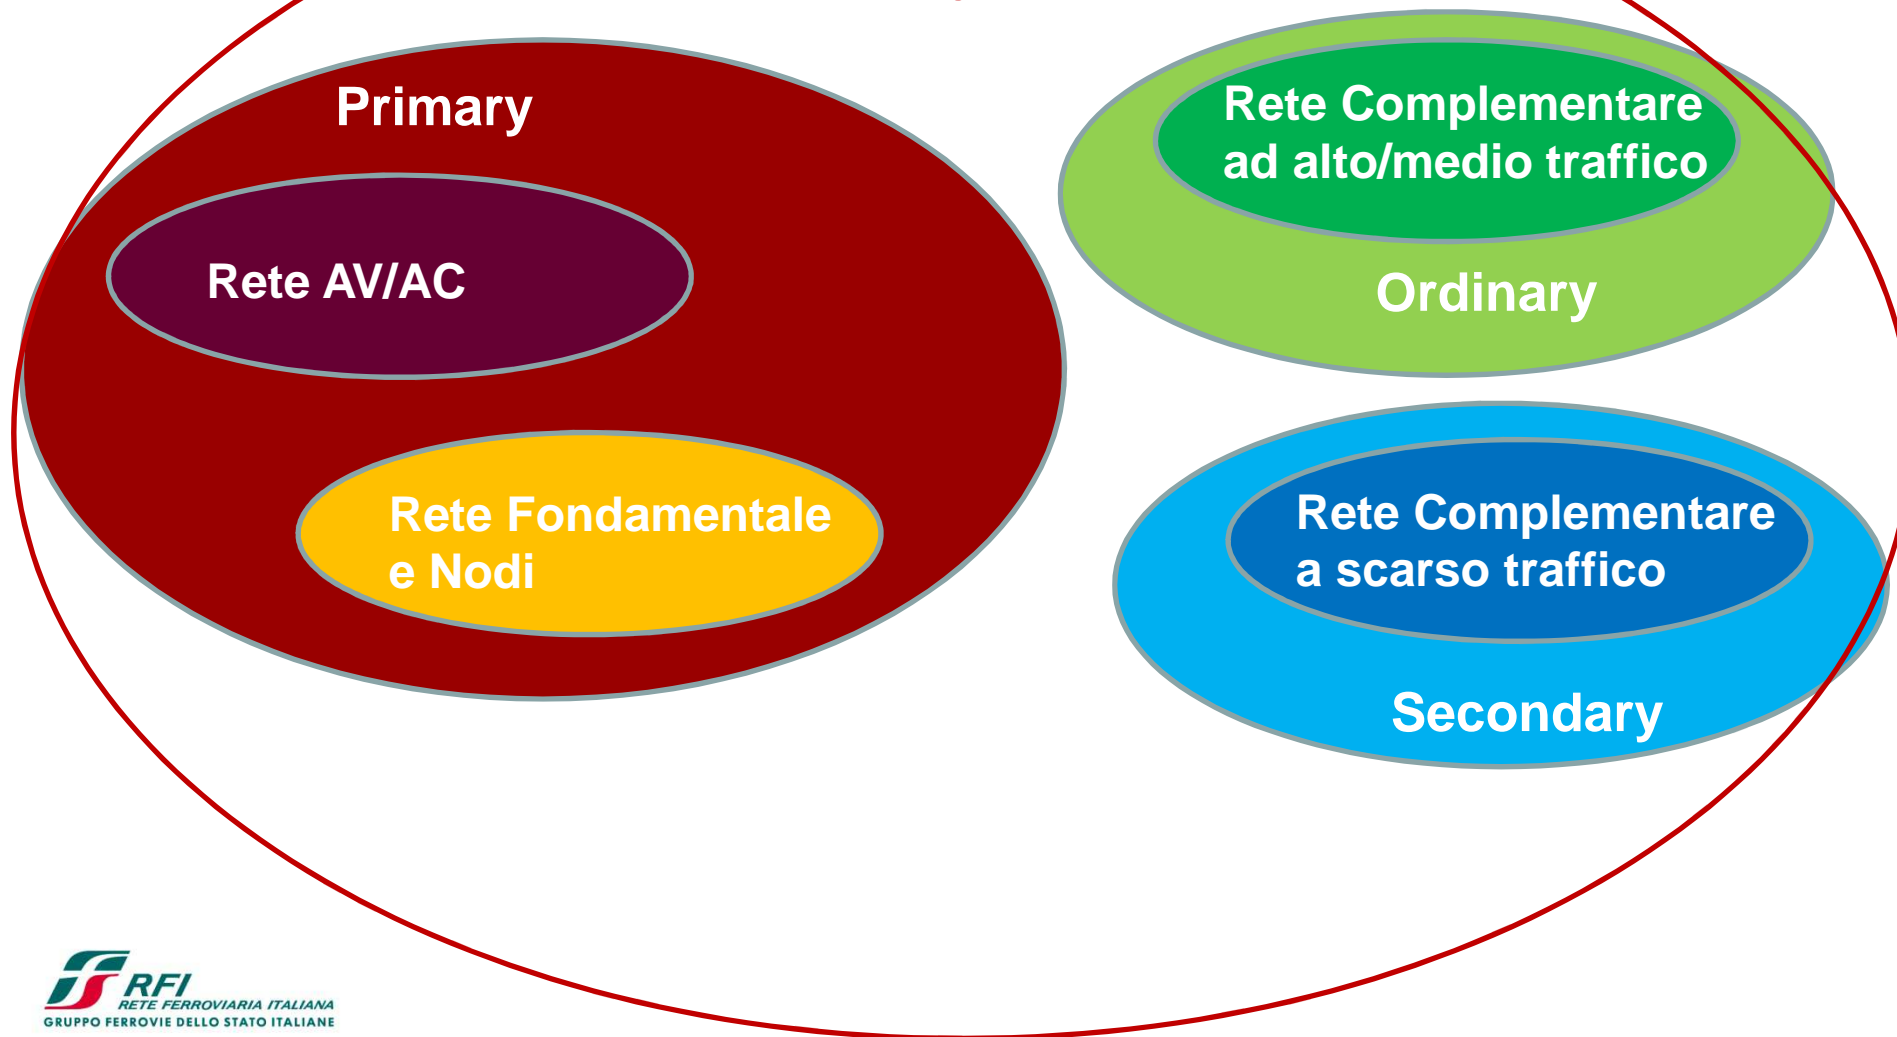 Primary
Rete AV/AC
Rete Fondamentale
e Nodi
Rete Complementare
ad alto/medio traffico
Ordinary
Rete Complementare
a scarso traffico
Secondary
RFI
RETE FERROVIARIA ITALIANA
GRUPPO FERROVIE DELLO STATO ITALIANE